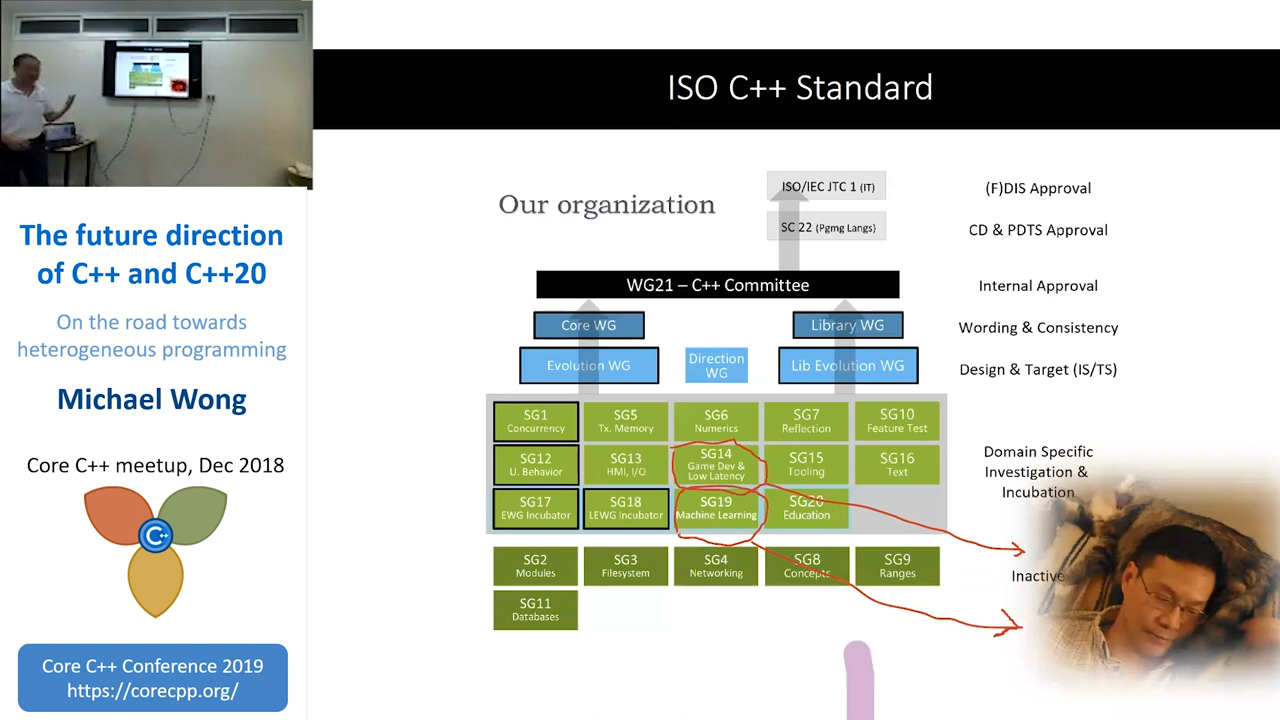 The future direction
of C++ and C++20
On the road towards
heterogeneous programming
Michael Wong
Core C++ meetup, Dec 2018
C++
Core C++ Conference 2019
https://corecpp.org/
ISO C++ Standard
Our organization
ISO/IEC JTC 1 (IT)
(F)DIS Approval
SC 22 (Pgmg Langs)
CD & PDTS Approval
WG21 – C++ Committee
Internal Approval
Core WG
Library WG
Wording & Consistency
Evolution WG
Direction
WG
Lib Evolution WG
Design & Target (IS/TS)
SG1
Concurrency
SG5
Tx. Memory
SG6
Numerics
SG7
Reflection
SG10
Feature Test
SG12
U. Behavior
SG13
HMI, I/O
SG14
Game Dev &
Low Latency
SG15
Tooling
SG16
Text
Domain Specific
Investigation &
Incubation
SG17
EWG Incubator
SG18
LEWG Incubator
SG19
Machine Learning
SG20
Education
SG2
Modules
SG3
Filesystem
SG4
Networking
SG8
Concepts
SG9
Ranges
Inactive
SG11
Databases